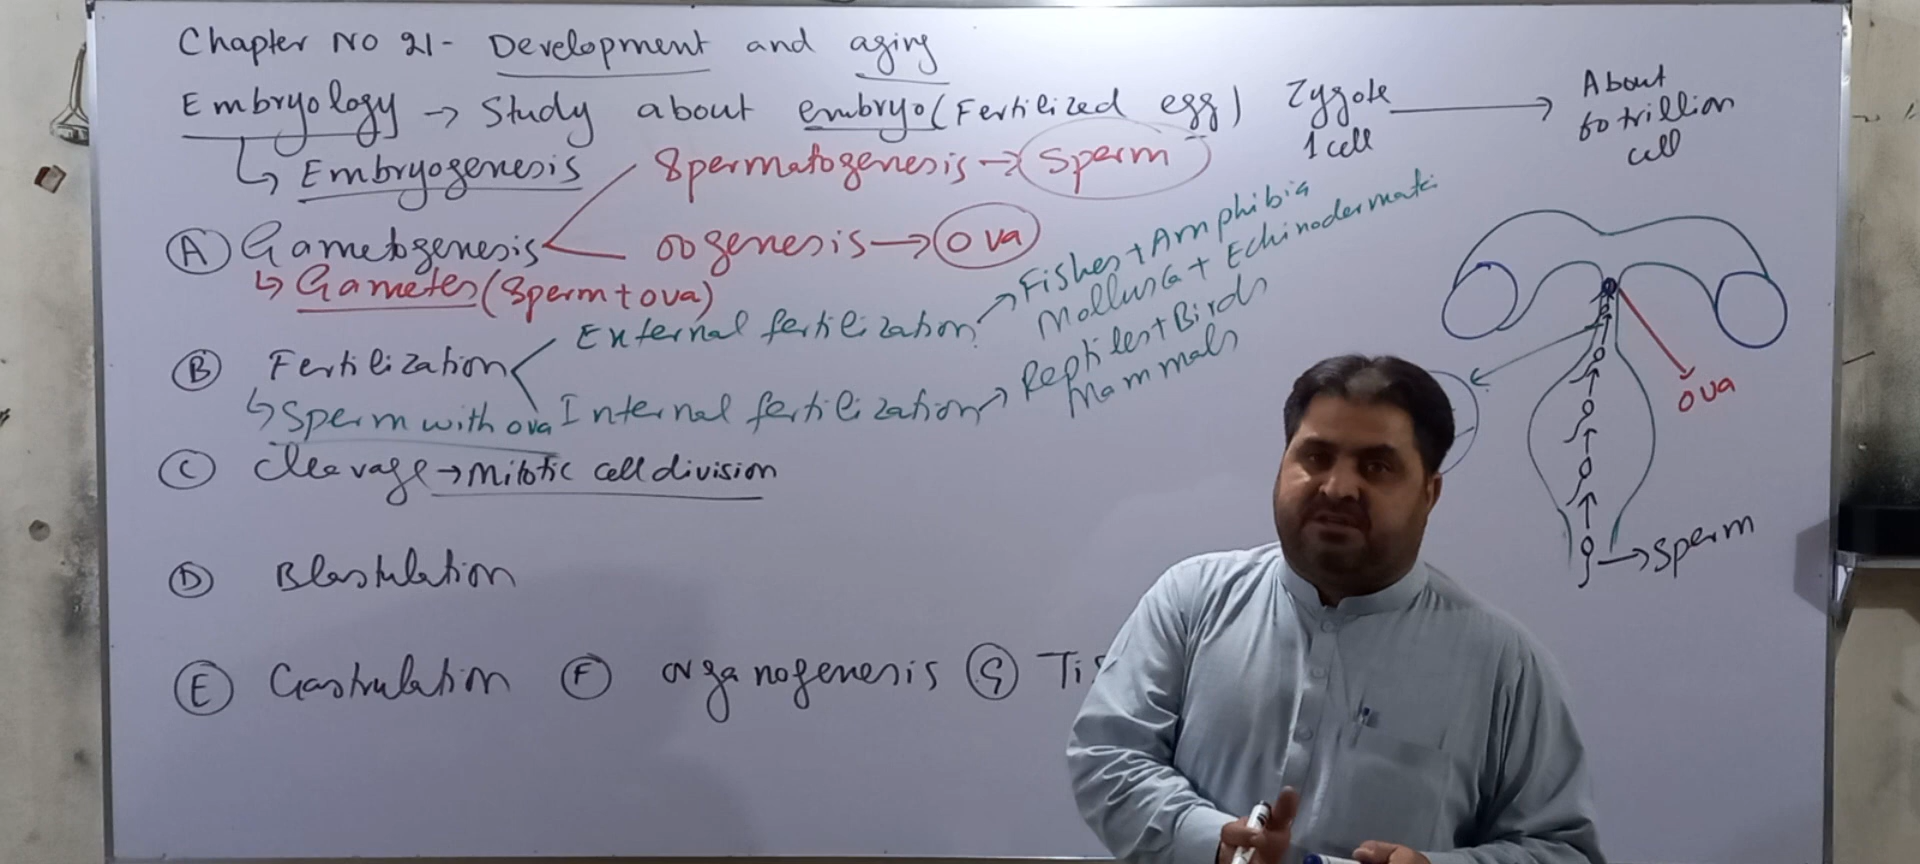 Chapter No 21- Development and aging
Embryology → Study about embryo (Fertilized egg)
Zygote → About
1 cell
60 trillion
cell
↳ Embryogenesis
Spermatogenesis → Sperm
A Gametogenesis
oogenesis → ova
↳ Gametes (Sperm + ova)
B Fertilization
External fertilization → Fishes + Amphibia
Mollusca + Echinodermata
↳ Sperm with ova
Internal fertilization → Reptiles + Birds
Mammals
C Cleavage → mitotic cell division
D Blastulation
E Gastrulation F organogenesis G
ova
→ sperm